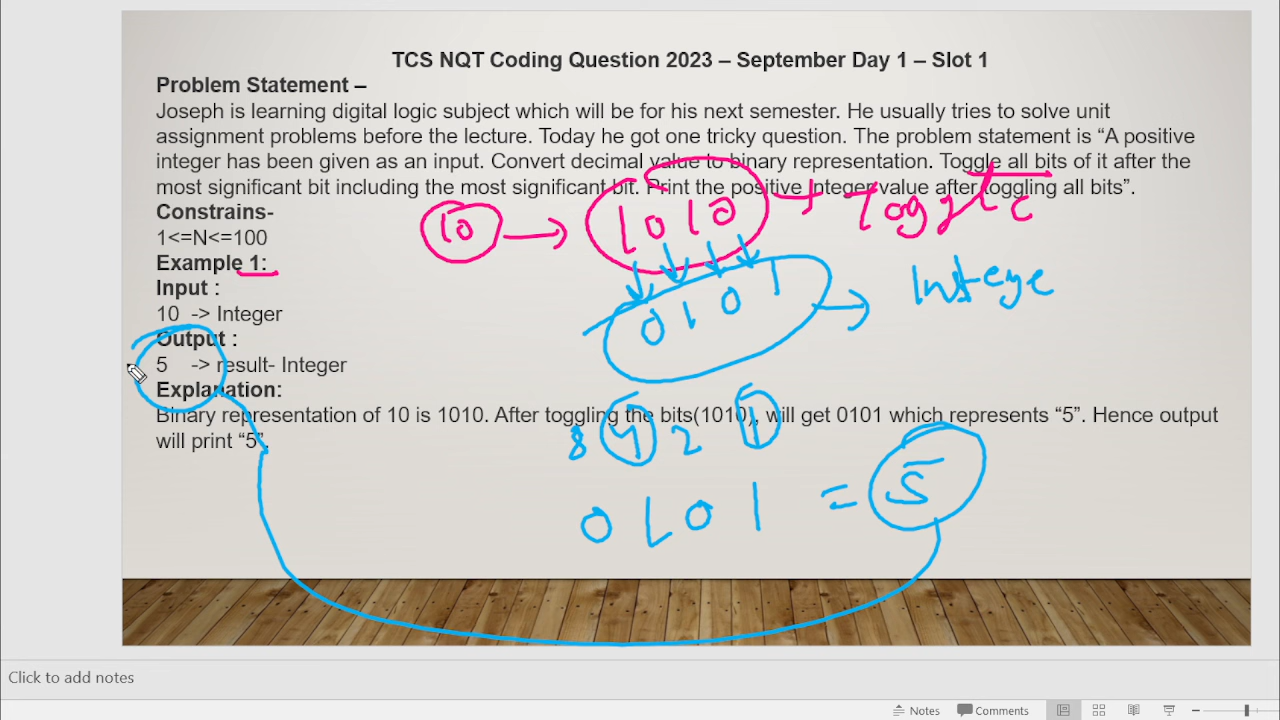 TCS NQT Coding Question 2023 – September Day 1 – Slot 1
Problem Statement –
Joseph is learning digital logic subject which will be for his next semester. He usually tries to solve unit
assignment problems before the lecture. Today he got one tricky question. The problem statement is “A positive
integer has been given as an input. Convert decimal value to binary representation. Toggle all bits of it after the
most significant bit including the most significant bit. Print the positive integer value after toggling all bits”.
Constrains-
1<=N<=100
10 → 1010 + Toggle
Example 1:
Input :
10 -> Integer
0101 → Intege
Output :
5 -> result- Integer
Explanation:
Binary representation of 10 is 1010. After toggling the bits(1010), will get 0101 which represents “5”. Hence output
will print “5”.
8 4 2 1
0101 = 5
Click to add notes
Notes Comments